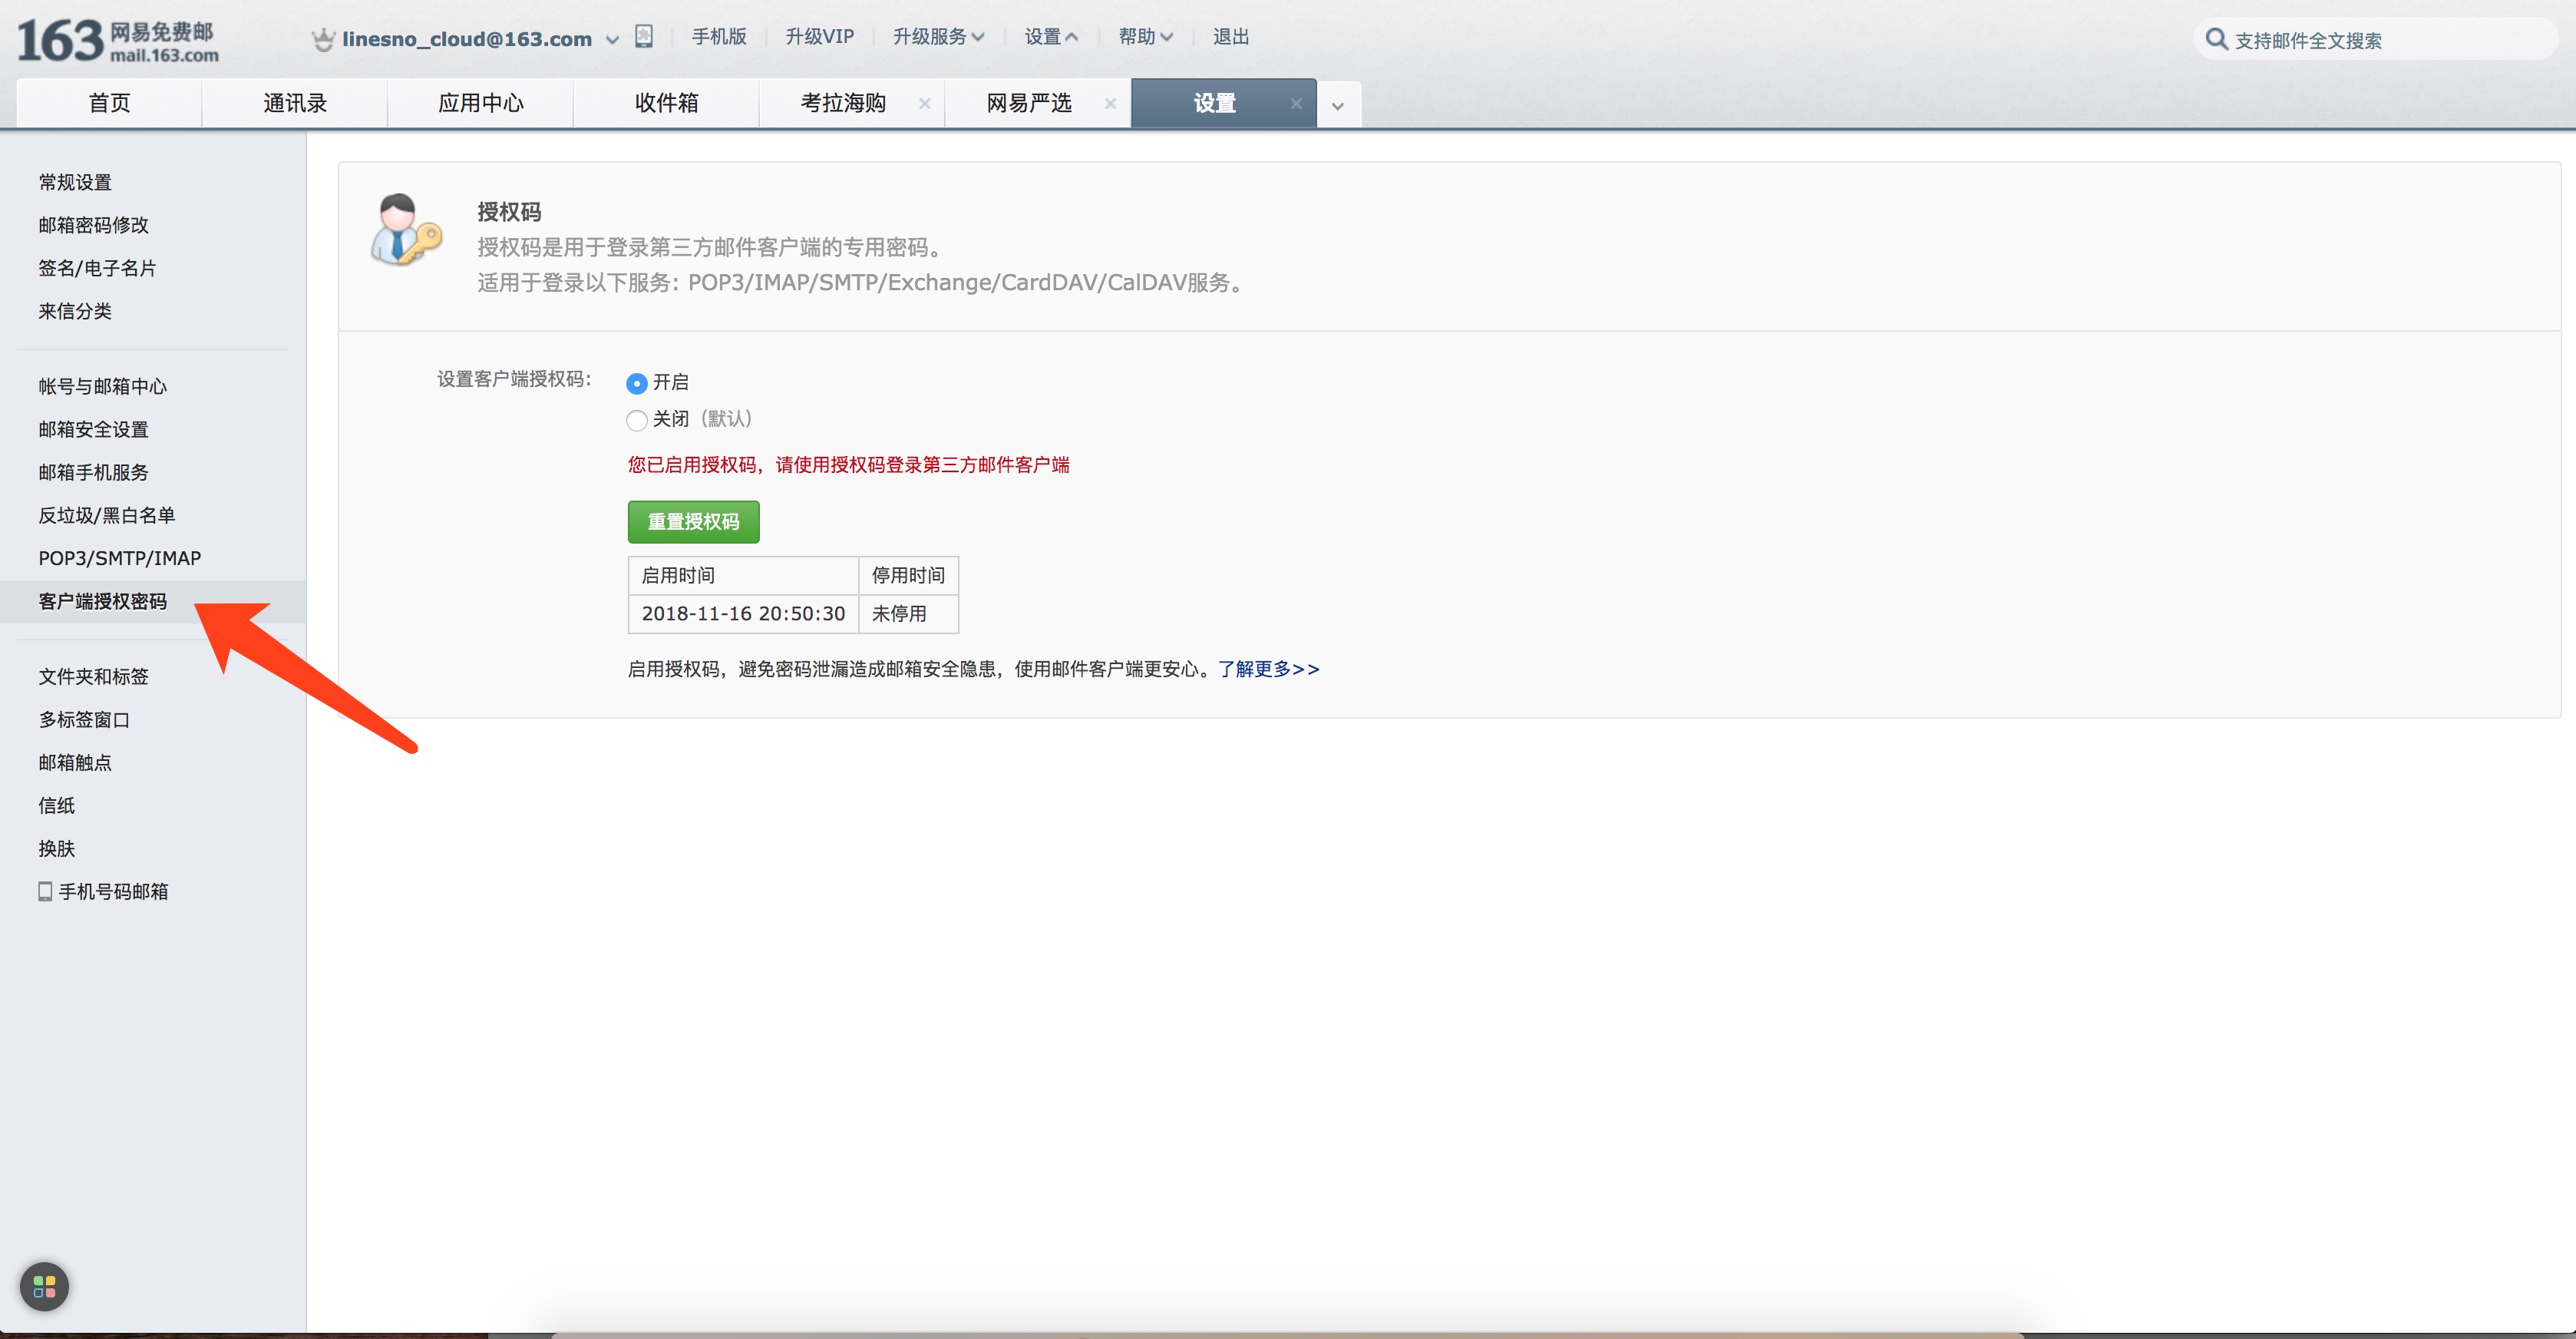 163 网易免费邮
mail.163.com
linesno_cloud@163.com
手机版
升级VIP
升级服务
设置
帮助
退出
支持邮件全文搜索
首页
通讯录
应用中心
收件箱
考拉海购
网易严选
设置
常规设置
邮箱密码修改
签名/电子名片
来信分类
帐号与邮箱中心
邮箱安全设置
邮箱手机服务
反垃圾/黑白名单
POP3/SMTP/IMAP
客户端授权密码
文件夹和标签
多标签窗口
邮箱触点
信纸
换肤
手机号码邮箱
授权码
授权码是用于登录第三方邮件客户端的专用密码。
适用于登录以下服务：POP3/IMAP/SMTP/Exchange/CardDAV/CalDAV服务。
设置客户端授权码：
开启
关闭（默认）
您已启用授权码，请使用授权码登录第三方邮件客户端
重置授权码
启用时间 停用时间
2018-11-16 20:50:30 未停用
启用授权码，避免密码泄漏造成邮箱安全隐患，使用邮件客户端更安心。了解更多>>